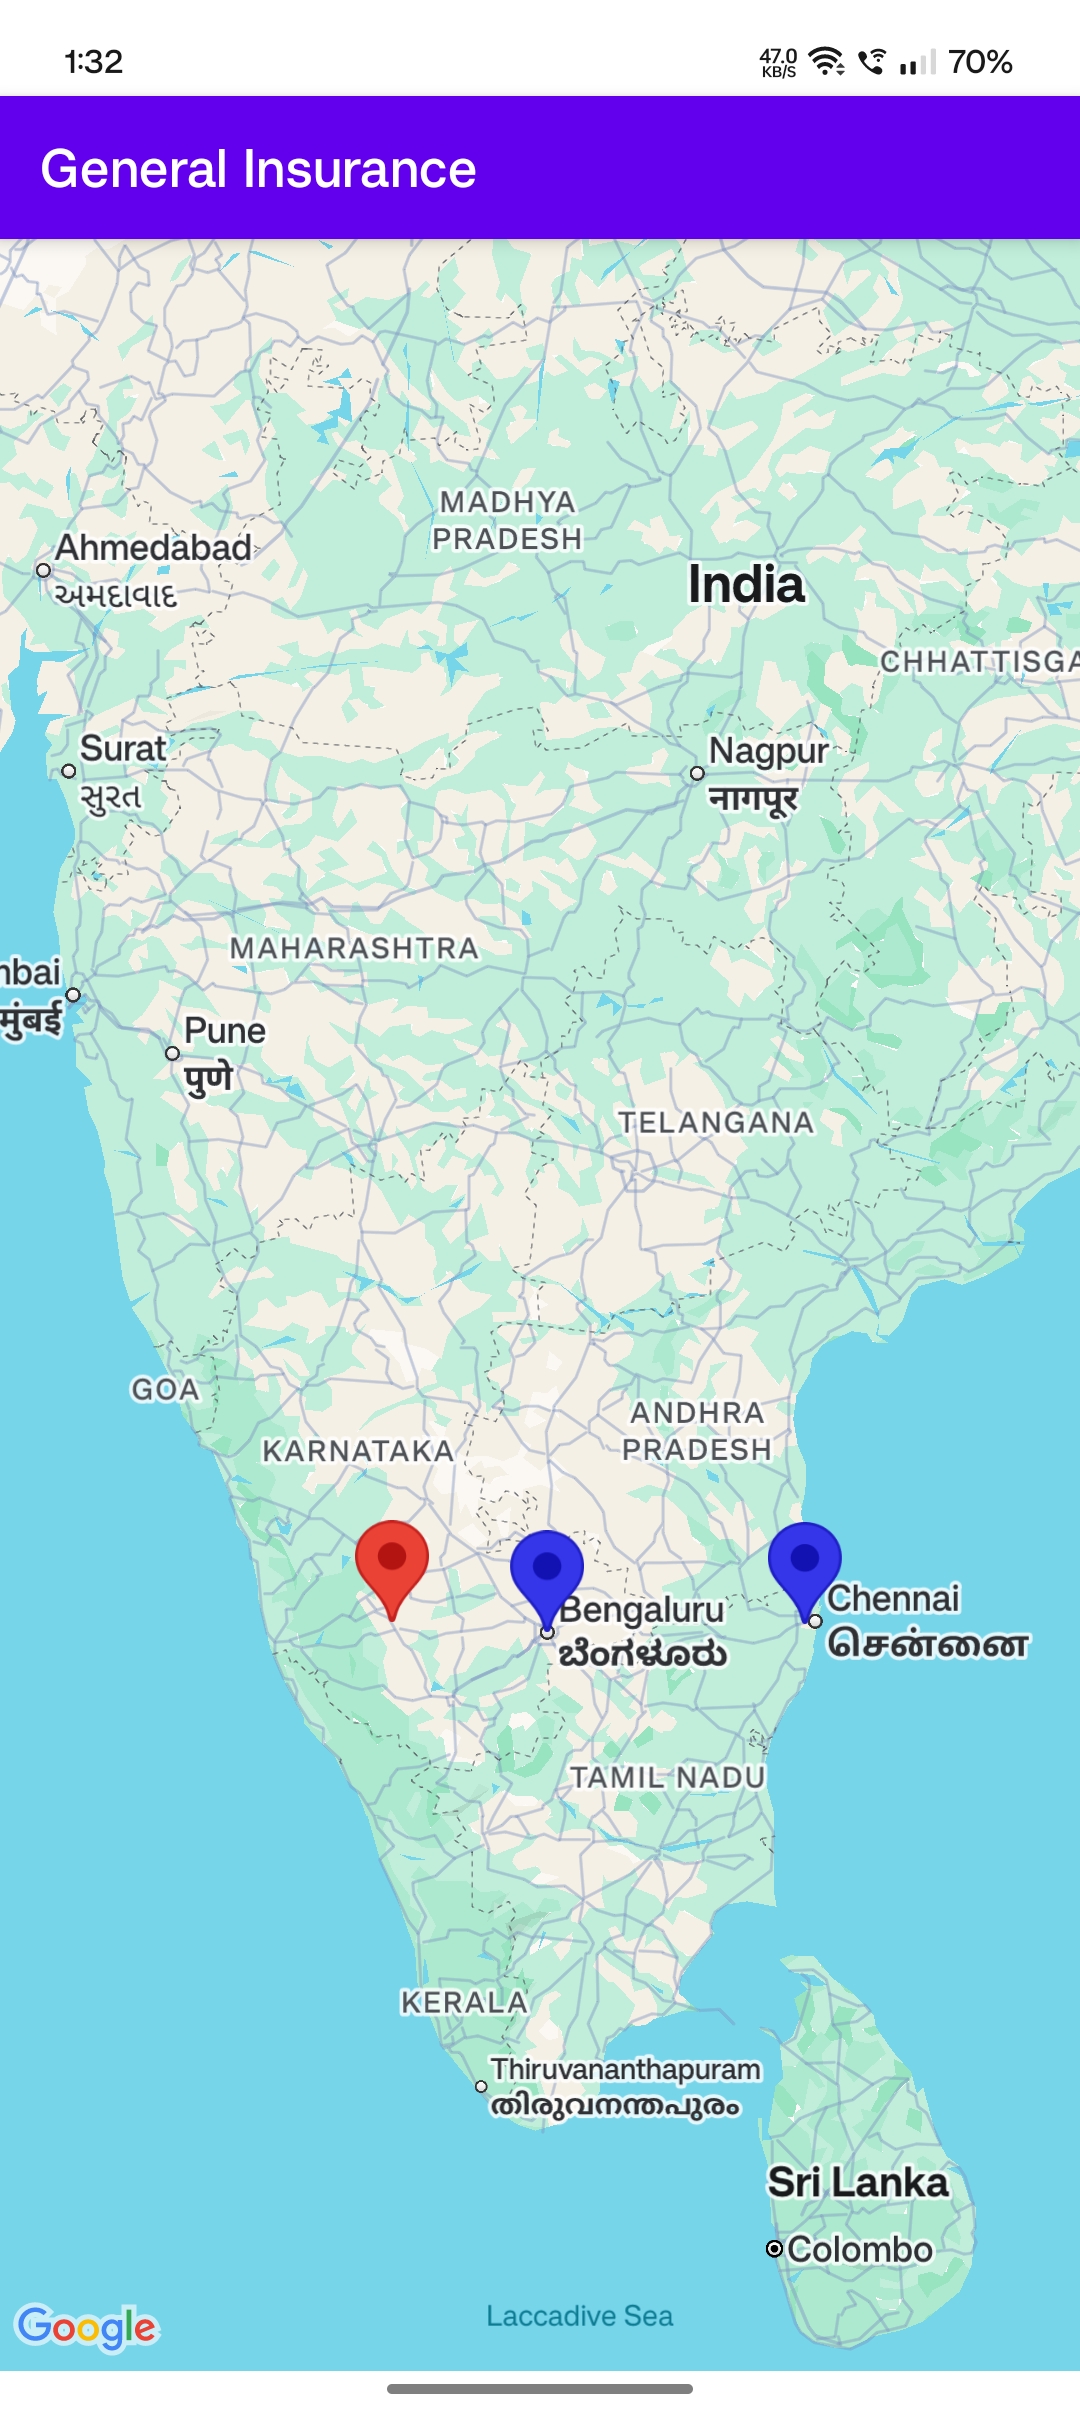 1:32
47.0
KB/S
70%
General Insurance
MADHYA
PRADESH
Ahmedabad
અમદાવાદ
India
CHHATTISGA
Surat
સુરત
Nagpur
नागपूर
MAHARASHTRA
nbai
मुंबई
Pune
पुणे
TELANGANA
GOA
ANDHRA
PRADESH
KARNATAKA
Bengaluru
ಬೆಂಗಳೂರು
Chennai
சென்னை
TAMIL NADU
KERALA
Thiruvananthapuram
തിരുവനന്തപുരം
Sri Lanka
Colombo
Laccadive Sea
Google